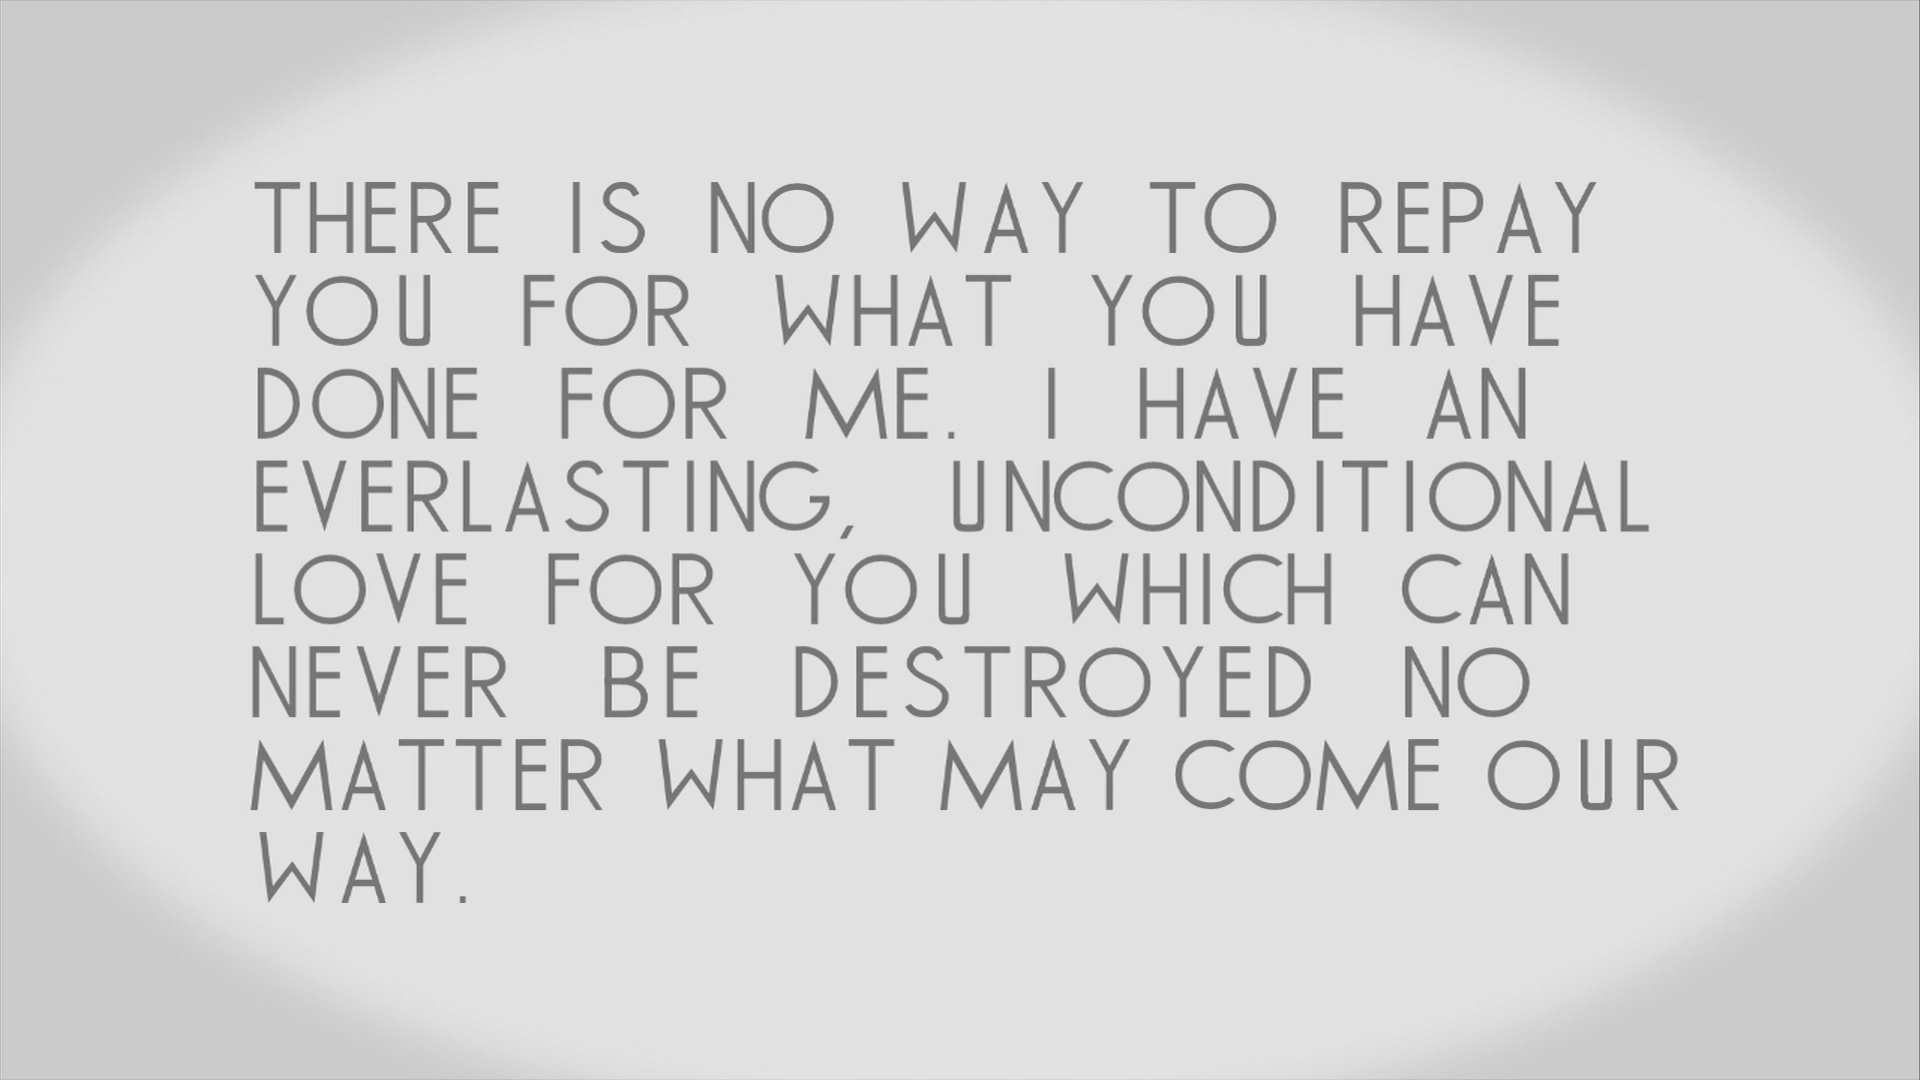 THERE IS NO WAY TO REPAY
YOU FOR WHAT YOU HAVE
DONE FOR ME. I HAVE AN
EVERLASTING, UNCONDITIONAL
LOVE FOR YOU WHICH CAN
NEVER BE DESTROYED NO
MATTER WHAT MAY COME OUR
WAY.